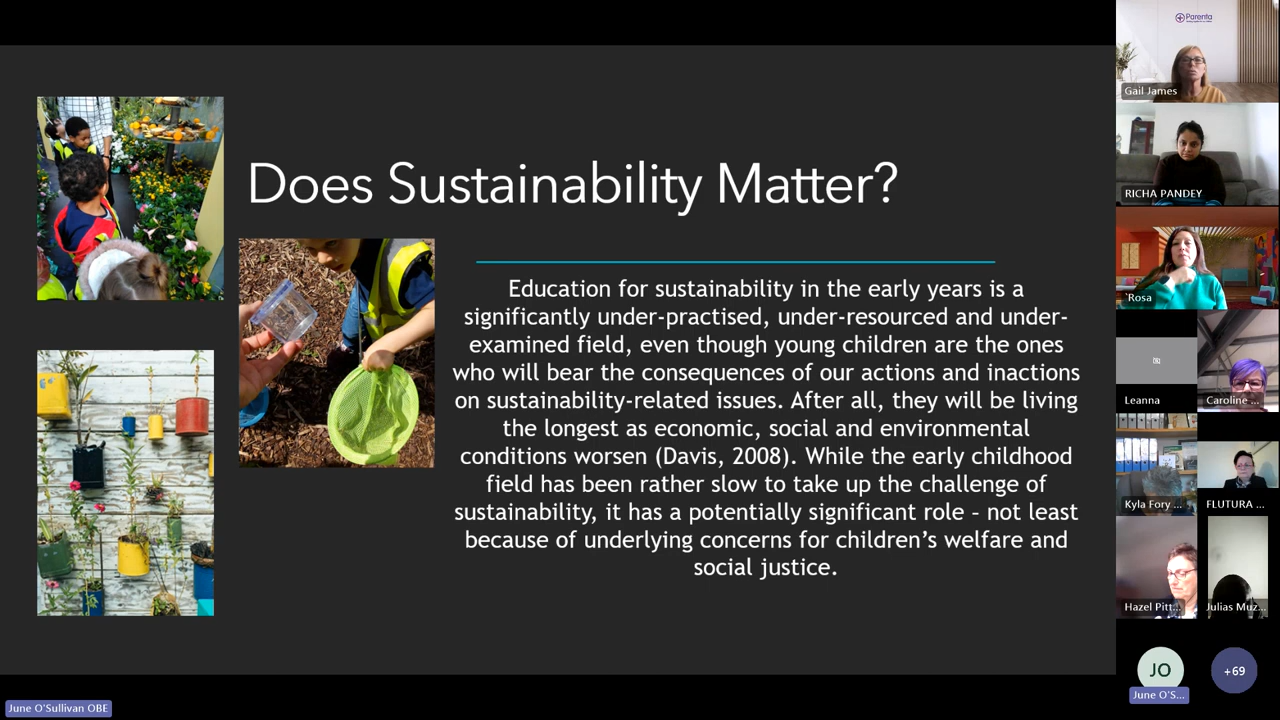 Does Sustainability Matter?
Education for sustainability in the early years is a
significantly under-practised, under-resourced and under-
examined field, even though young children are the ones
who will bear the consequences of our actions and inactions
on sustainability-related issues. After all, they will be living
the longest as economic, social and environmental
conditions worsen (Davis, 2008). While the early childhood
field has been rather slow to take up the challenge of
sustainability, it has a potentially significant role – not least
because of underlying concerns for children’s welfare and
social justice.
June O'Sullivan OBE
Parenta
Gail James
RICHA PANDEY
`Rosa
Leanna
Caroline ...
Kyla Fory ...
FLUTURA ...
Hazel Pitt...
Julias Muz...
JO
June O'S...
+69